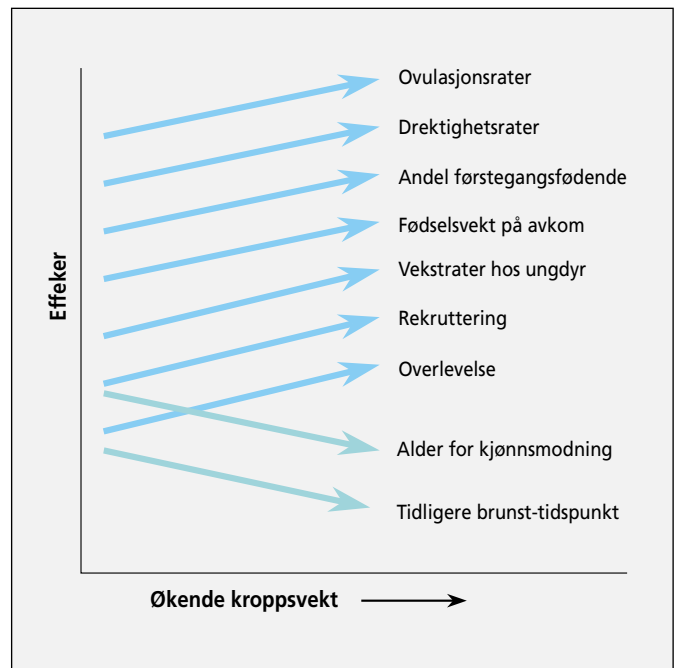 Ovulasjonsrater
Drektighetsrater
Andel førstegangsfødende
Fødselsvekt på avkom
Vekstrater hos ungdyr
Rekruttering
Overlevelse
Alder for kjønnsmodning
Tidligere brunst-tidspunkt
Effeker
Økende kroppsvekt